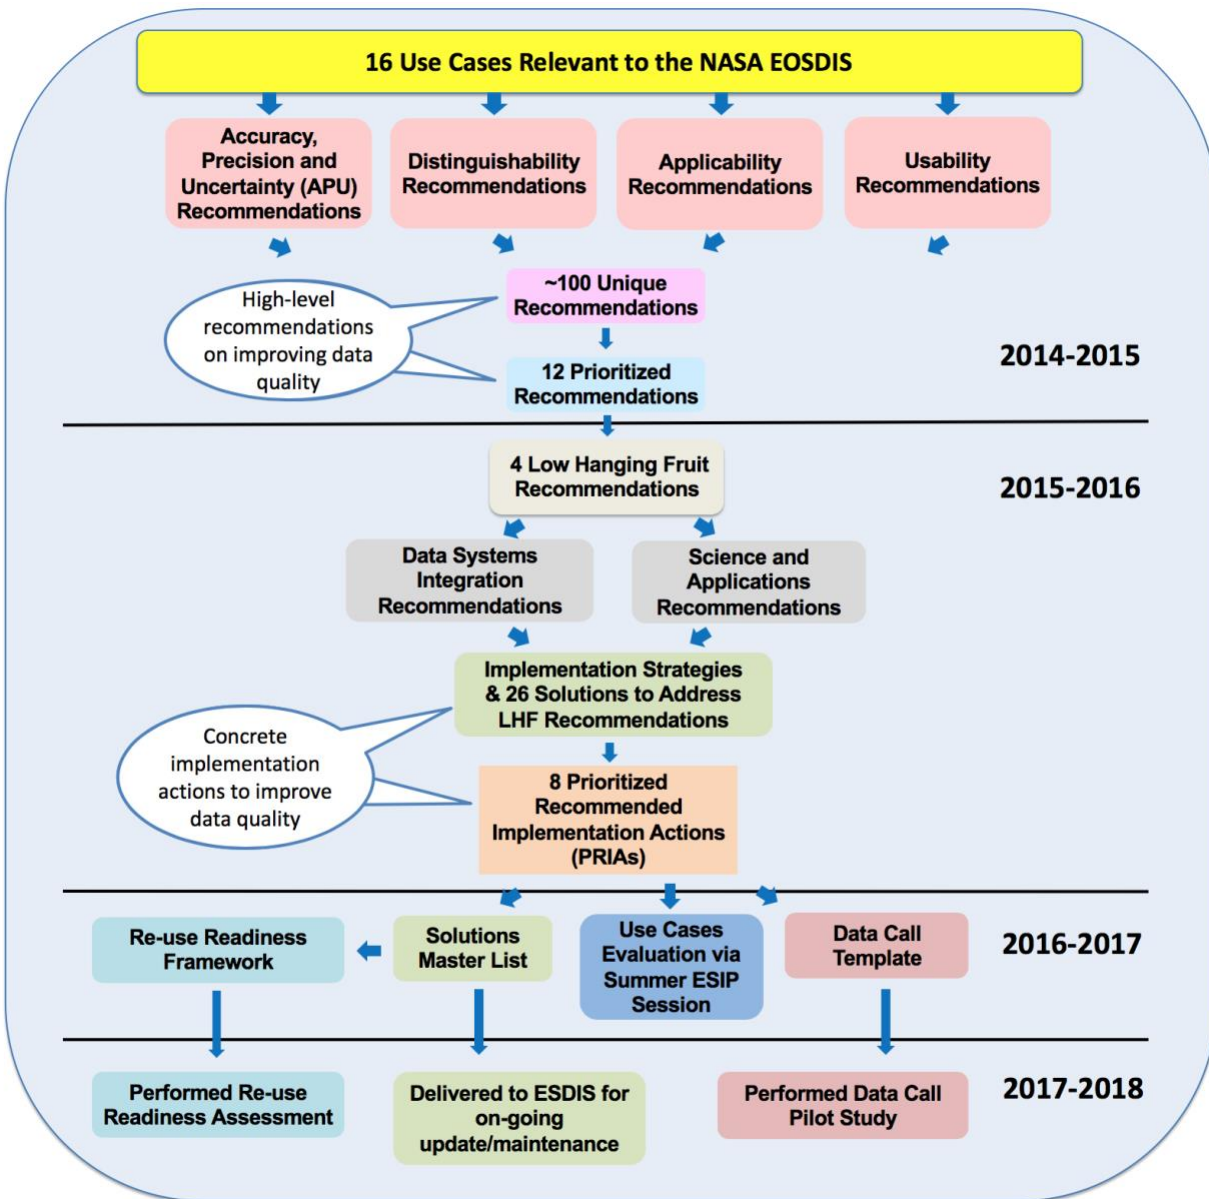 16 Use Cases Relevant to the NASA EOSDIS
Accuracy,
Precision and
Uncertainty (APU)
Recommendations
Distinguishability
Recommendations
Applicability
Recommendations
Usability
Recommendations
High-level
recommendations
on improving data
quality
~100 Unique
Recommendations
12 Prioritized
Recommendations
2014-2015
4 Low Hanging Fruit
Recommendations
2015-2016
Data Systems
Integration
Recommendations
Science and
Applications
Recommendations
Implementation Strategies
& 26 Solutions to Address
LHF Recommendations
Concrete
implementation
actions to improve
data quality
8 Prioritized
Recommended
Implementation Actions
(PRIAs)
Re-use Readiness
Framework
Solutions
Master List
Use Cases
Evaluation via
Summer ESIP
Session
Data Call
Template
2016-2017
Performed Re-use
Readiness Assessment
Delivered to ESDIS for
on-going
update/maintenance
Performed Data Call
Pilot Study
2017-2018